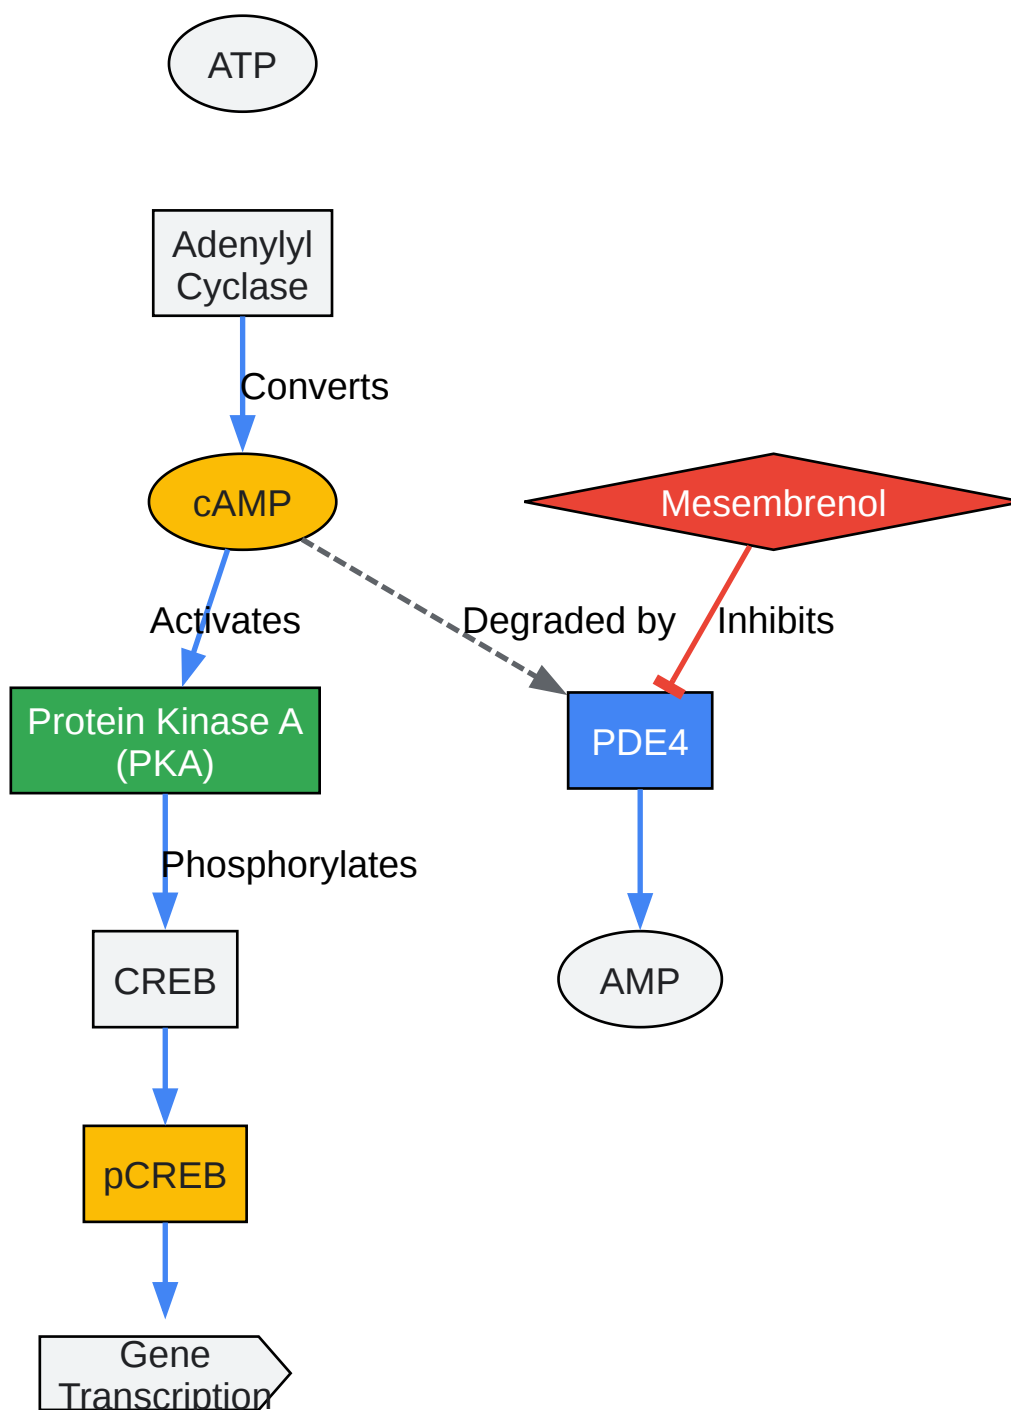 ATP
Adenylyl
Cyclase
Converts
cAMP
Mesembrenol
Activates
Degraded by
Inhibits
Protein Kinase A
(PKA)
PDE4
Phosphorylates
CREB
AMP
pCREB
Gene
Transcription